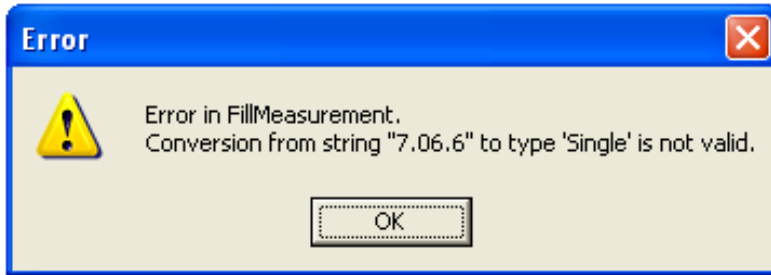 Error
Error in FillMeasurement.
Conversion from string "7.06.6" to type 'Single' is not valid.
OK